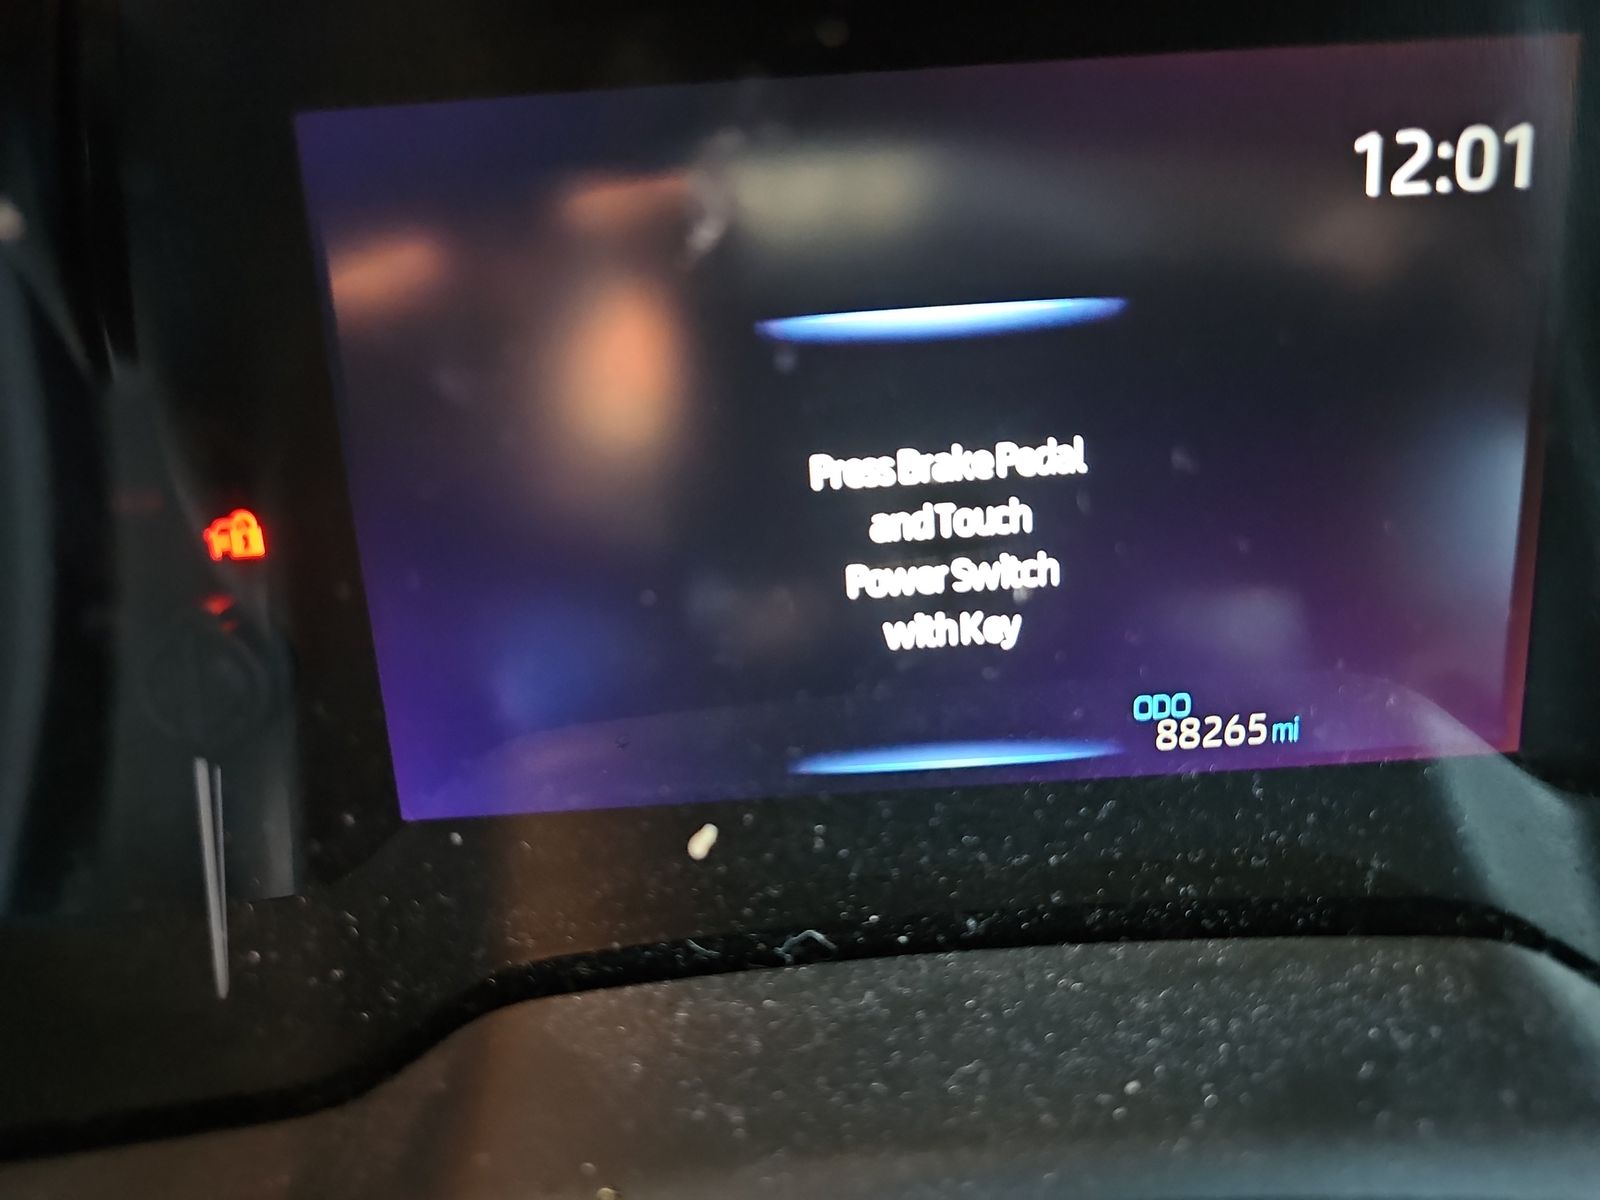 12:01
Press Brake Pedal
and Touch
Power Switch
with Key
ODO
88265 mi